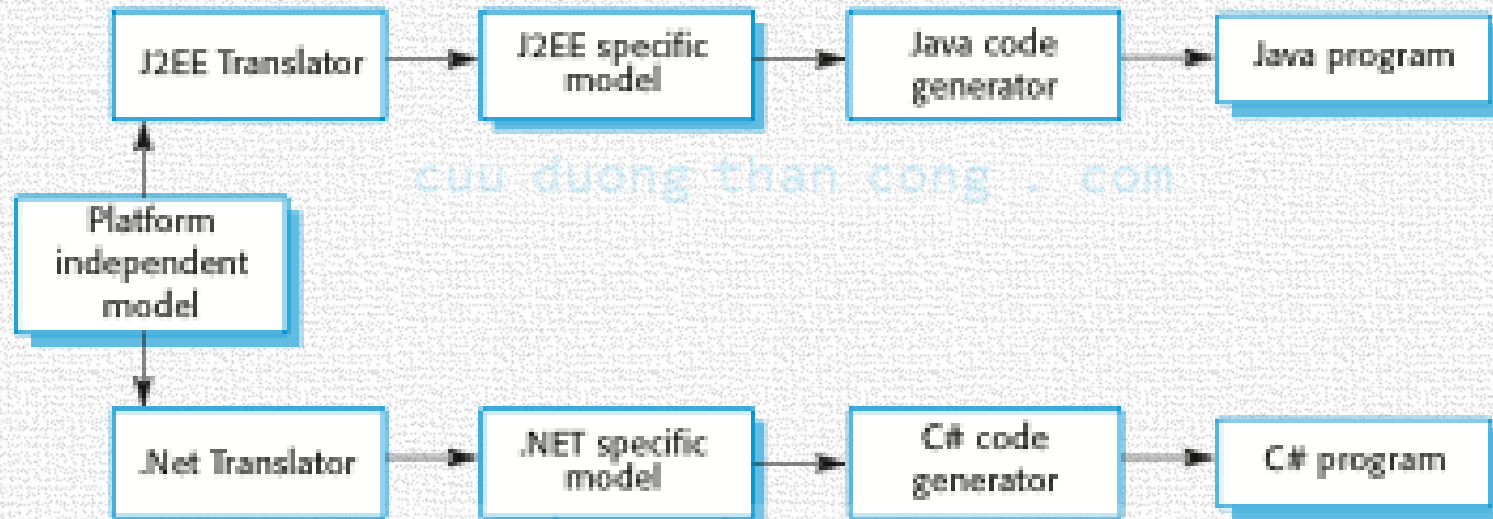 J2EE Translator
J2EE specific
model
Java code
generator
Java program
cuu duong than cong . com
Platform
independent
model
.Net Translator
.NET specific
model
C# code
generator
C# program